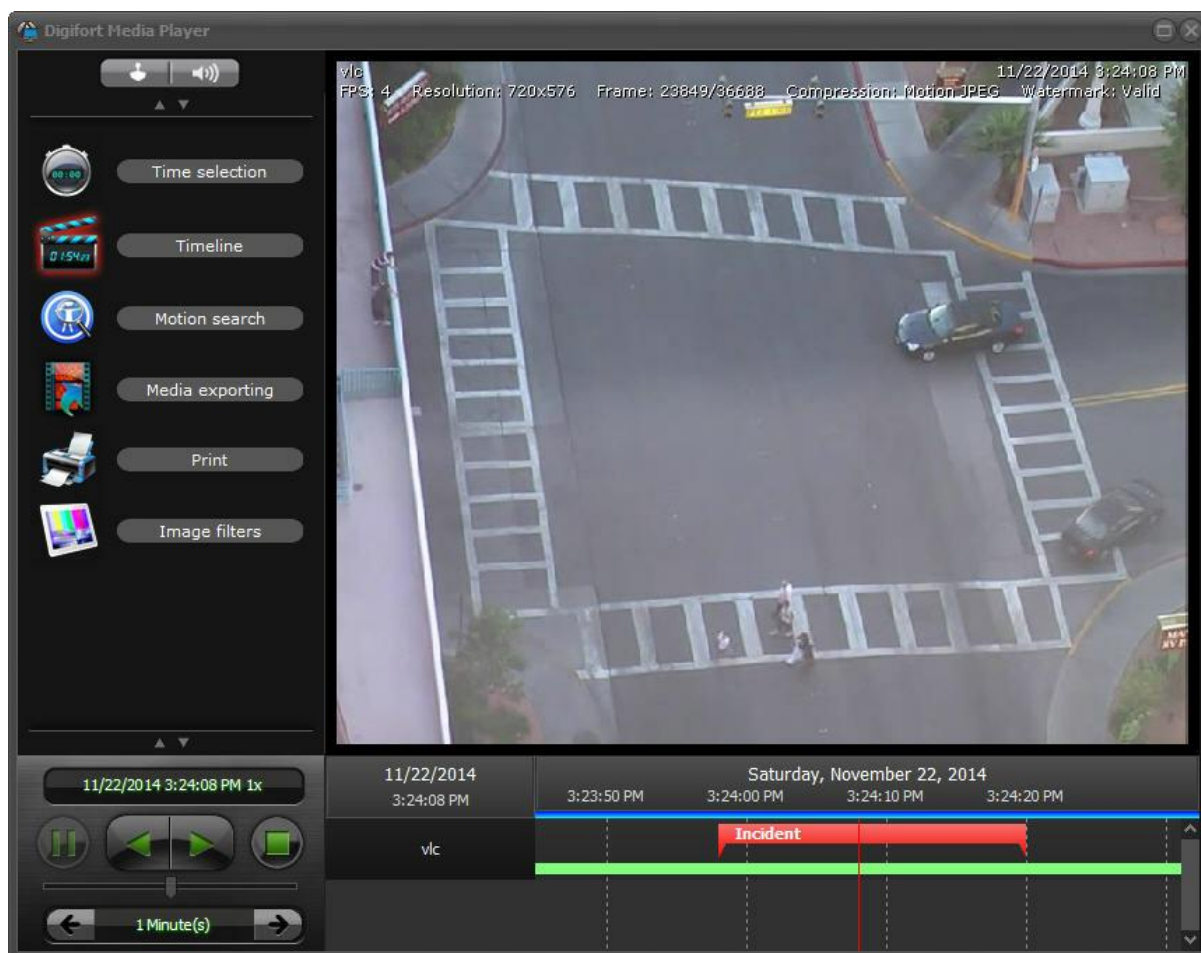 Digifort Media Player
vlc
11/22/2014 3:24:08 PM
FPS: 4 Resolution: 720x576 Frame: 23849/36688 Compression: Motion JPEG Watermark: Valid
00:00
Time selection
Timeline
Motion search
Media exporting
Print
Image filters
11/22/2014 3:24:08 PM 1x
1 Minute(s)
11/22/2014
3:24:08 PM
Saturday, November 22, 2014
3:23:50 PM 3:24:00 PM 3:24:10 PM 3:24:20 PM
vlc
Incident